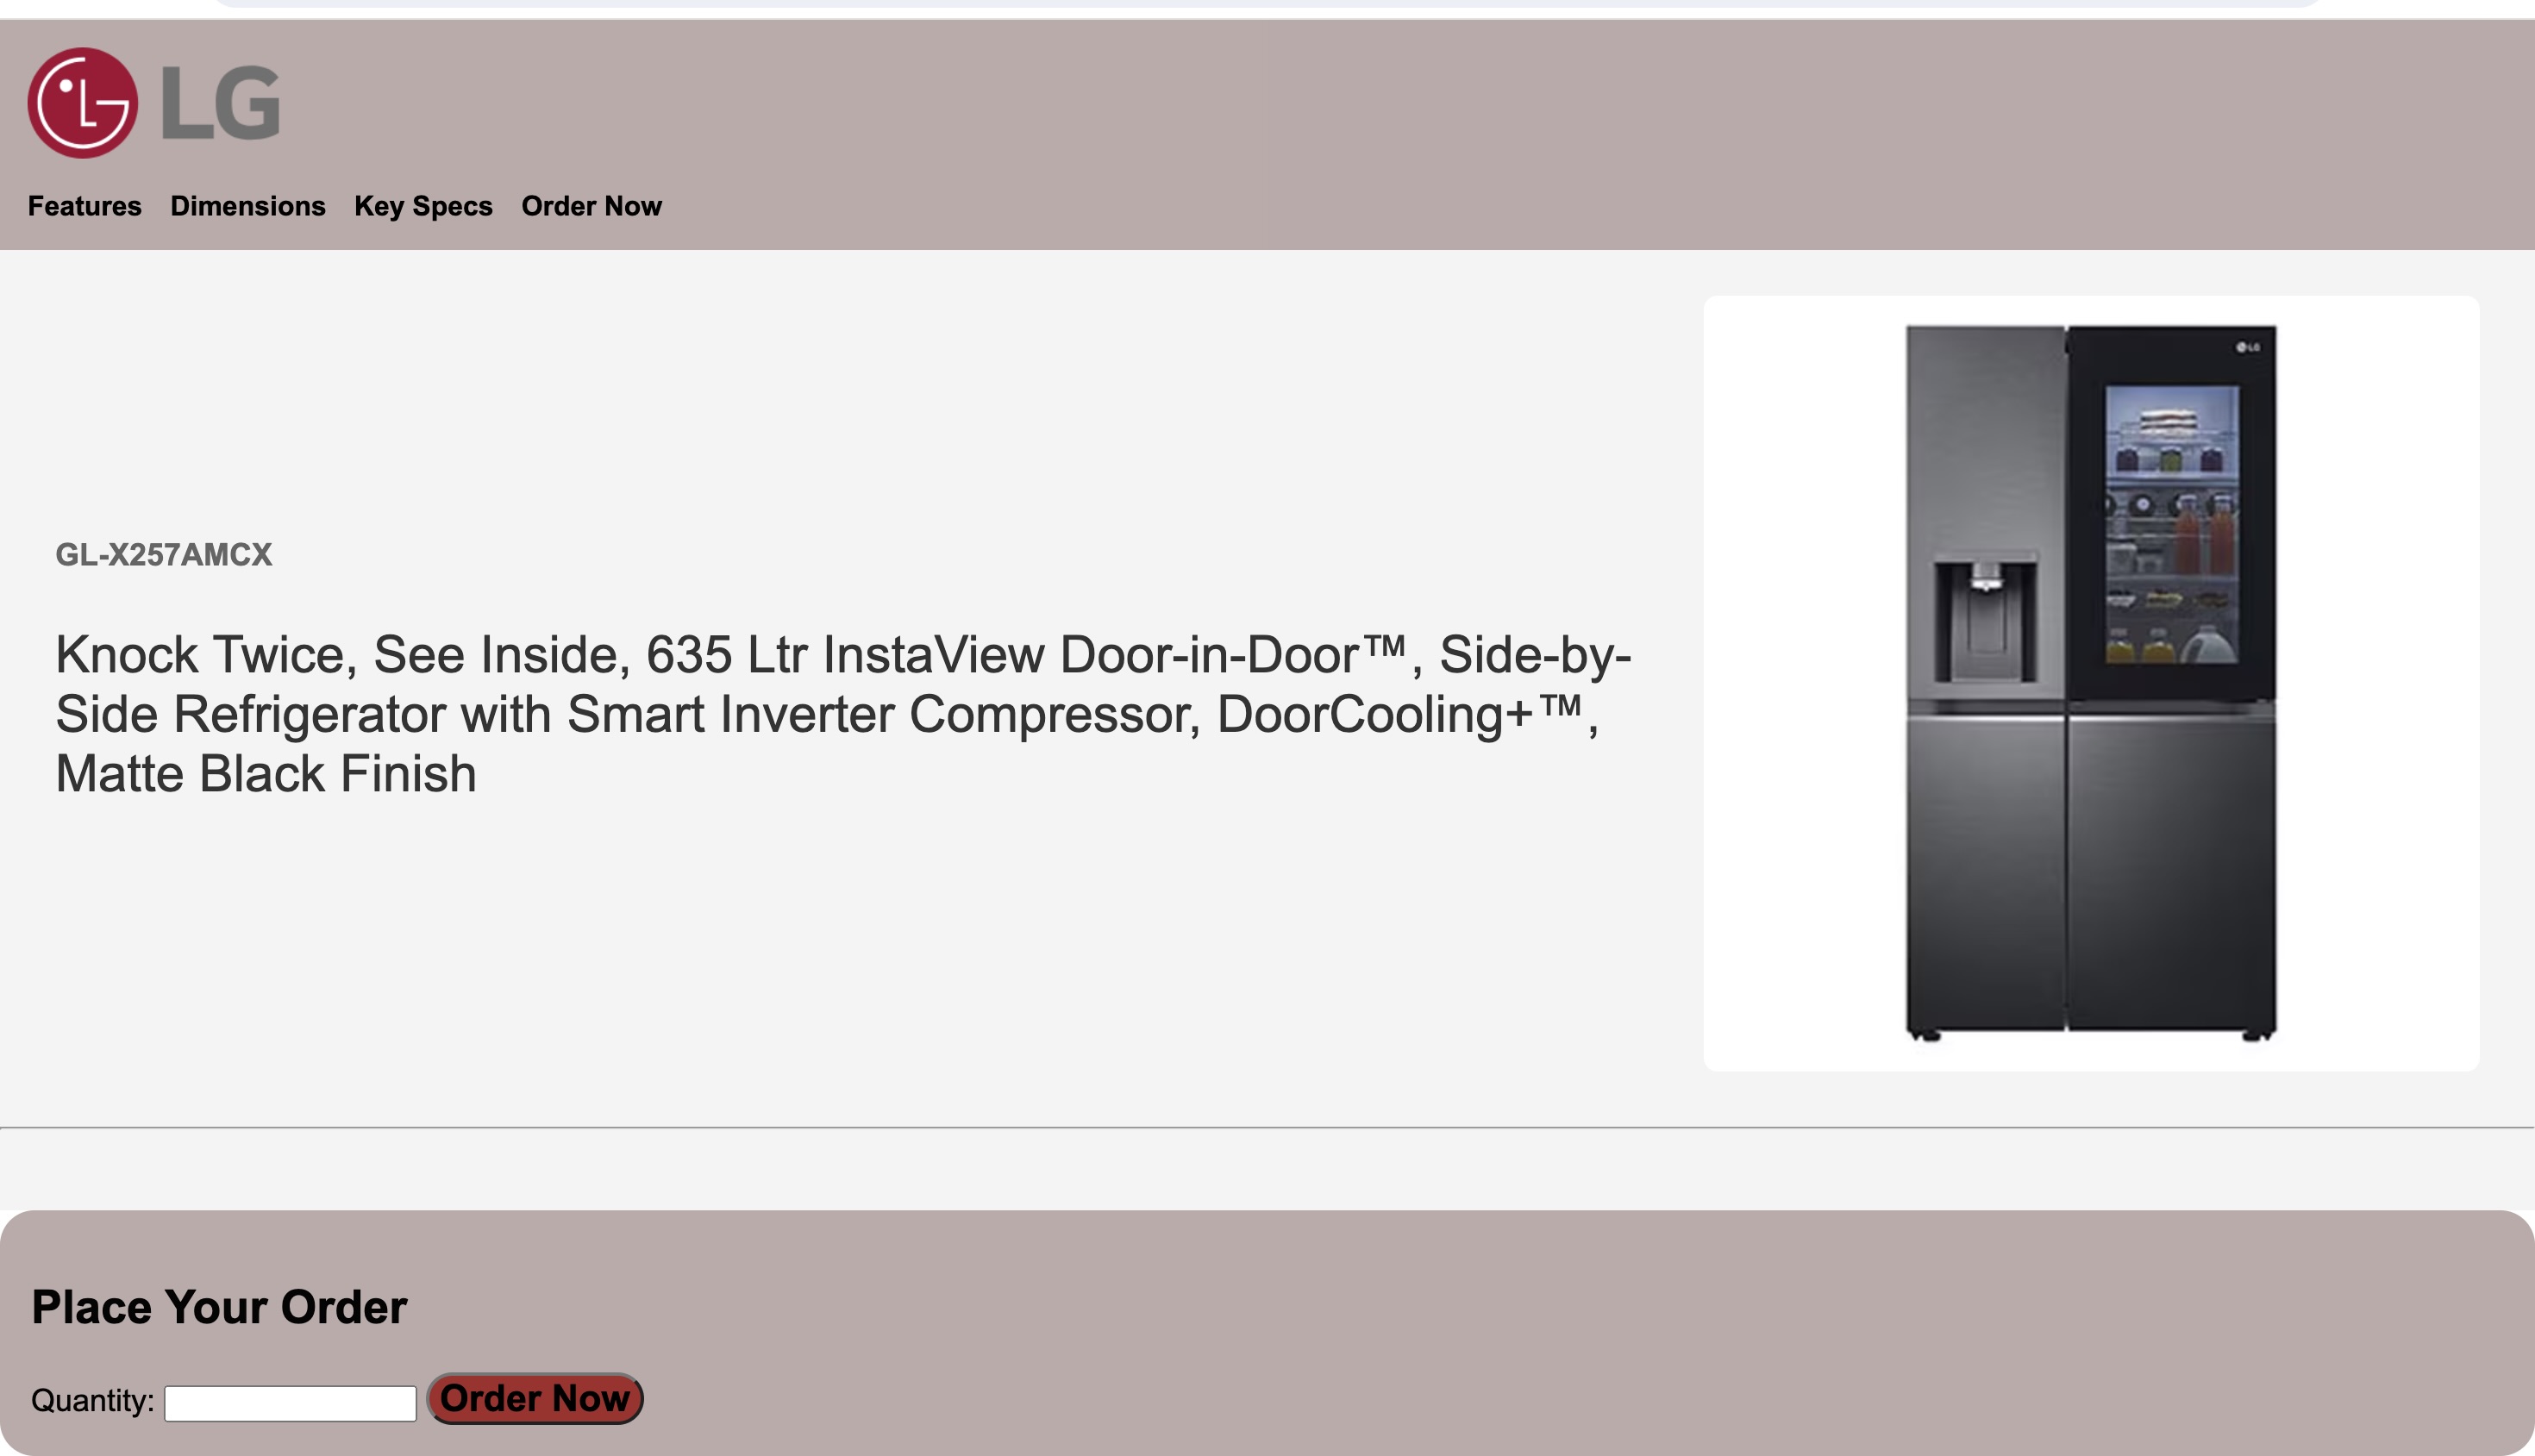 LG
Features Dimensions Key Specs Order Now
LG
GL-X257AMCX
Knock Twice, See Inside, 635 Ltr InstaView Door-in-Door™, Side-by-
Side Refrigerator with Smart Inverter Compressor, DoorCooling+™,
Matte Black Finish
Place Your Order
Quantity: Order Now